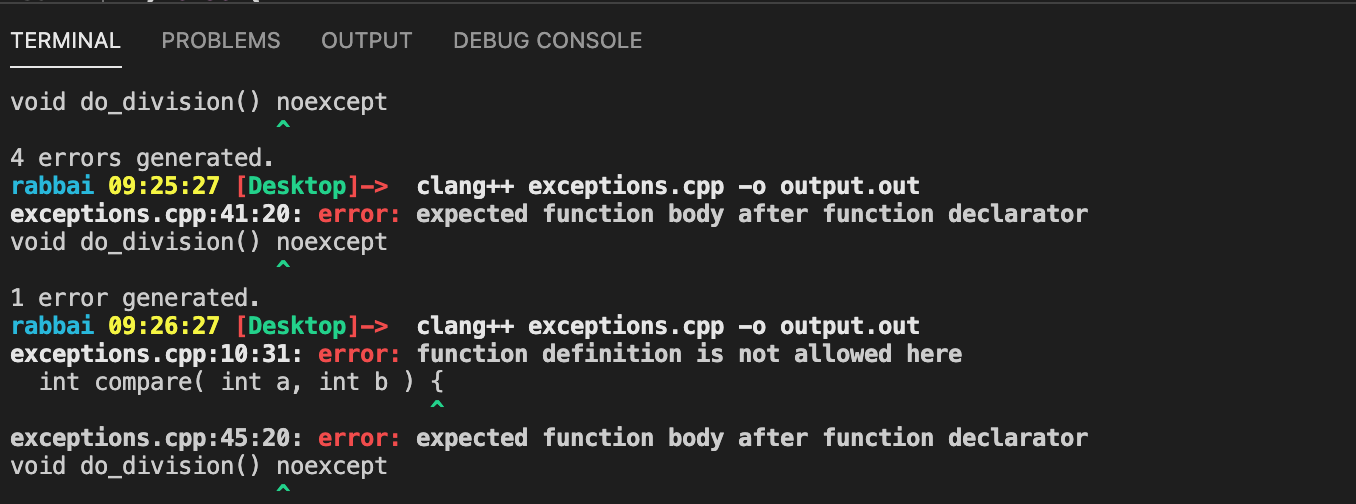 TERMINAL PROBLEMS OUTPUT DEBUG CONSOLE
void do_division() noexcept
^
4 errors generated.
rabbai 09:25:27 [Desktop]-> clang++ exceptions.cpp -o output.out
exceptions.cpp:41:20: error: expected function body after function declarator
void do_division() noexcept
^
1 error generated.
rabbai 09:26:27 [Desktop]-> clang++ exceptions.cpp -o output.out
exceptions.cpp:10:31: error: function definition is not allowed here
int compare( int a, int b ) {
^
exceptions.cpp:45:20: error: expected function body after function declarator
void do_division() noexcept
^